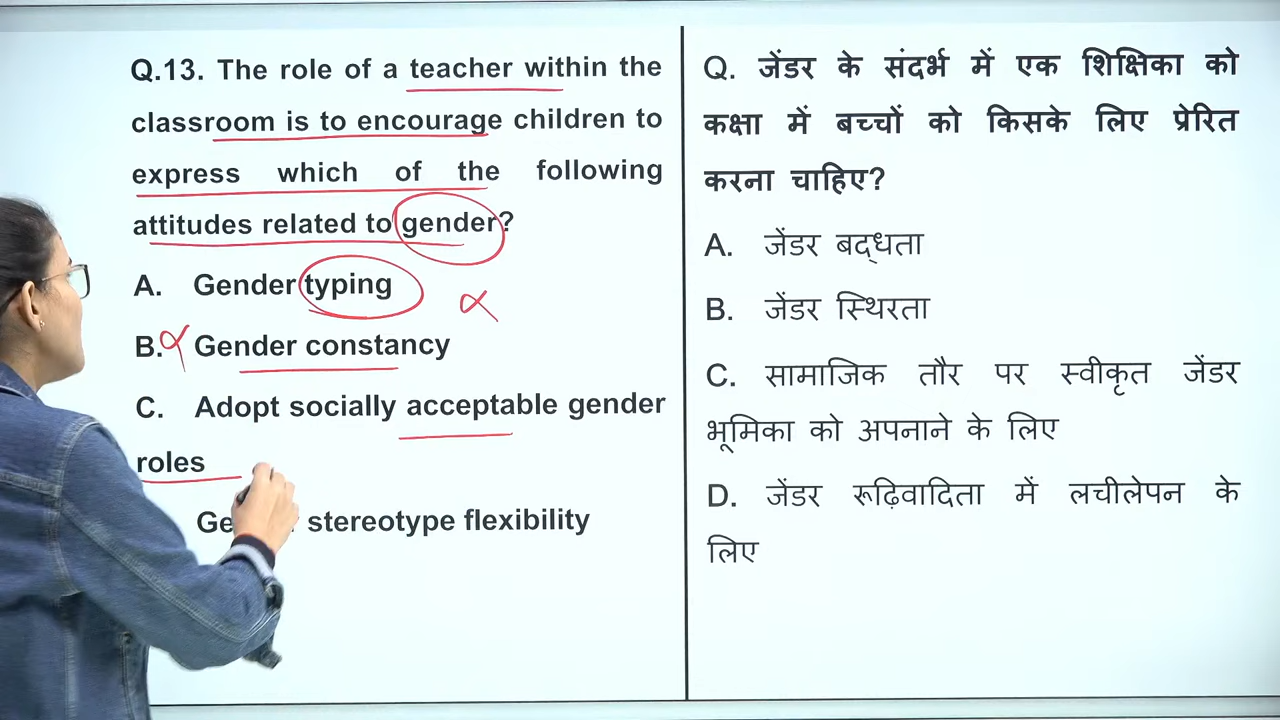 Q.13. The role of a teacher within the
classroom is to encourage children to
express which of the following
attitudes related to gender?
A. Gender typing
B. Gender constancy
C. Adopt socially acceptable gender
roles
stereotype flexibility
Q. जेंडर के संदर्भ में एक शिक्षिका को
कक्षा में बच्चों को किसके लिए प्रेरित
करना चाहिए?
A. जेंडर बद्धता
B. जेंडर स्थिरता
C. सामाजिक तौर पर स्वीकृत जेंडर
भूमिका को अपनाने के लिए
D. जेंडर रूढ़िवादिता में लचीलेपन के
लिए